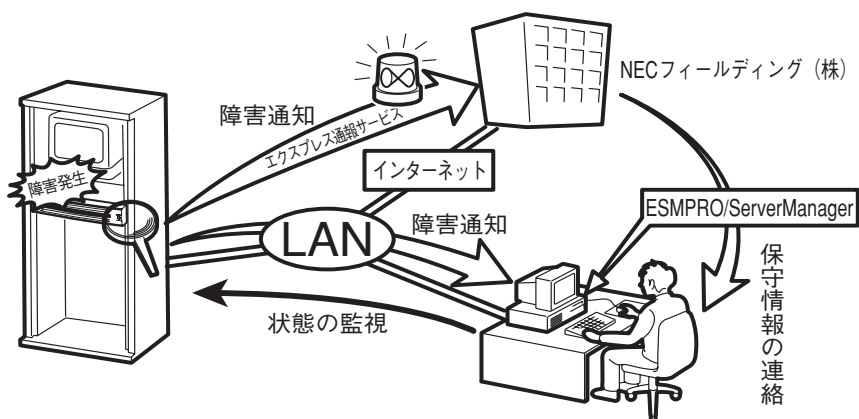 NECフィールディング（株）
障害通知
エクスプレス通報サービス
障害発生
インターネット
ESMPRO/ServerManager
LAN
障害通知
状態の監視
保守情報の連絡